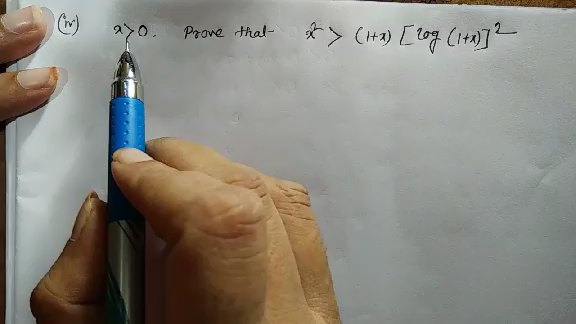 (iv) x>0. Prove that x² > (1+x) [log (1+x)]²